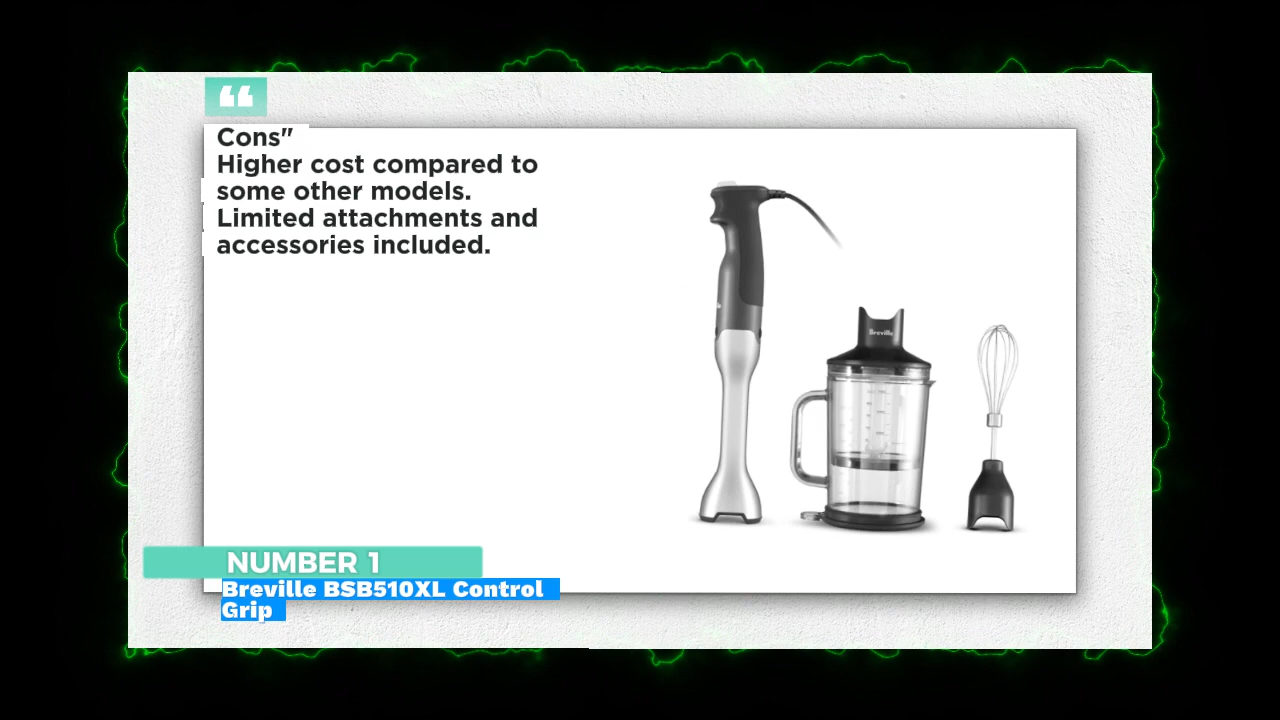 Cons"
Higher cost compared to
some other models.
Limited attachments and
accessories included.
Breville
NUMBER 1
Breville BSB510XL Control
Grip